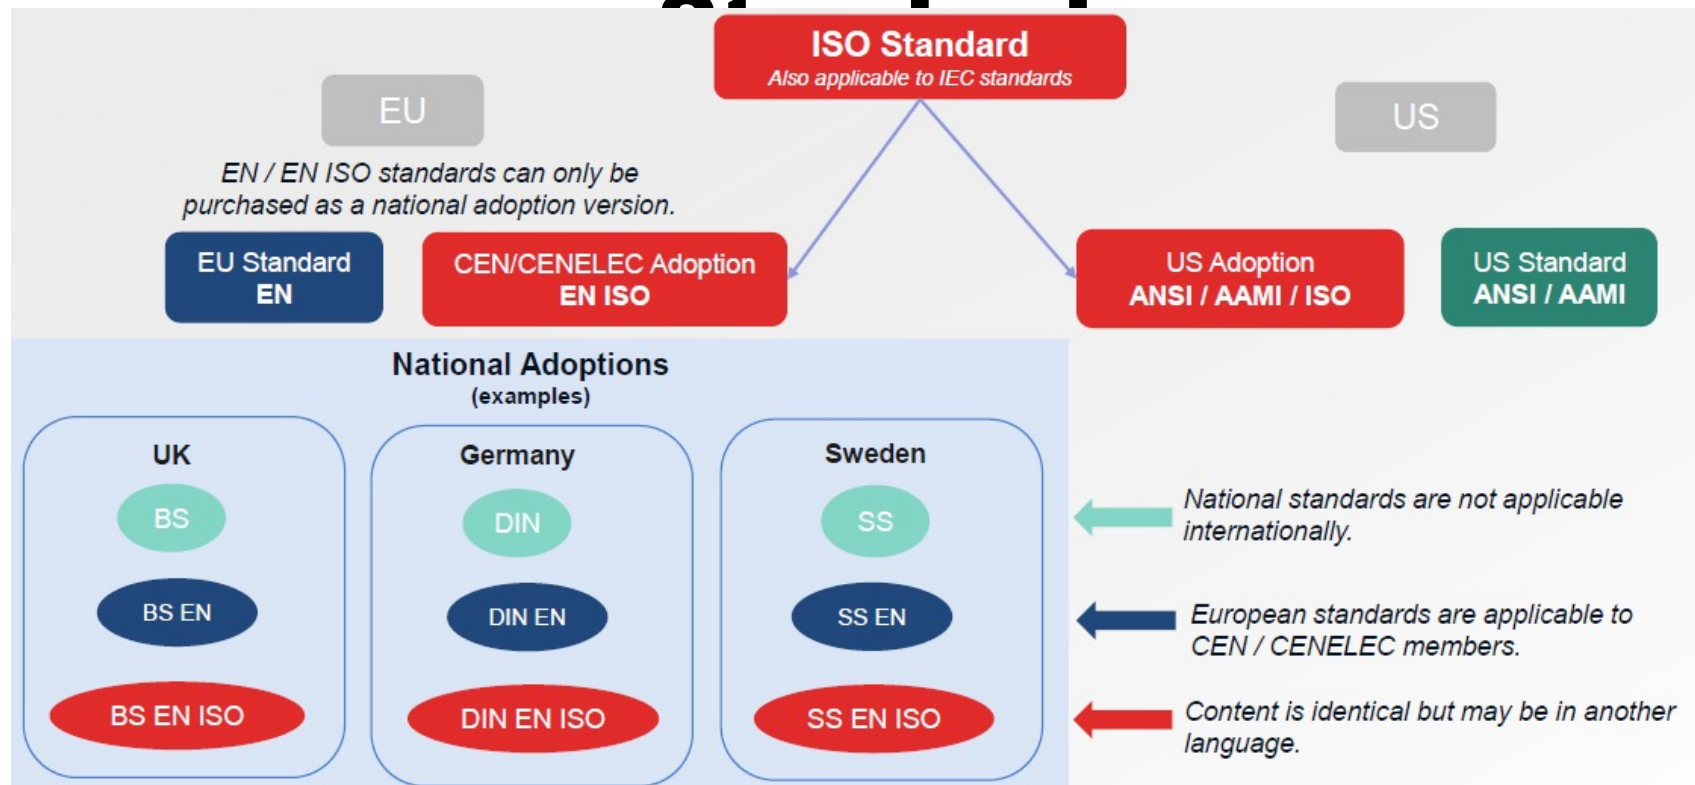 ISO Standard
Also applicable to IEC standards
EU
US
EN / EN ISO standards can only be
purchased as a national adoption version.
EU Standard
EN
CEN/CENELEC Adoption
EN ISO
US Adoption
ANSI / AAMI / ISO
US Standard
ANSI / AAMI
National Adoptions
(examples)
UK
BS
BS EN
BS EN ISO
Germany
DIN
DIN EN
DIN EN ISO
Sweden
SS
SS EN
SS EN ISO
National standards are not applicable
internationally.
European standards are applicable to
CEN / CENELEC members.
Content is identical but may be in another
language.